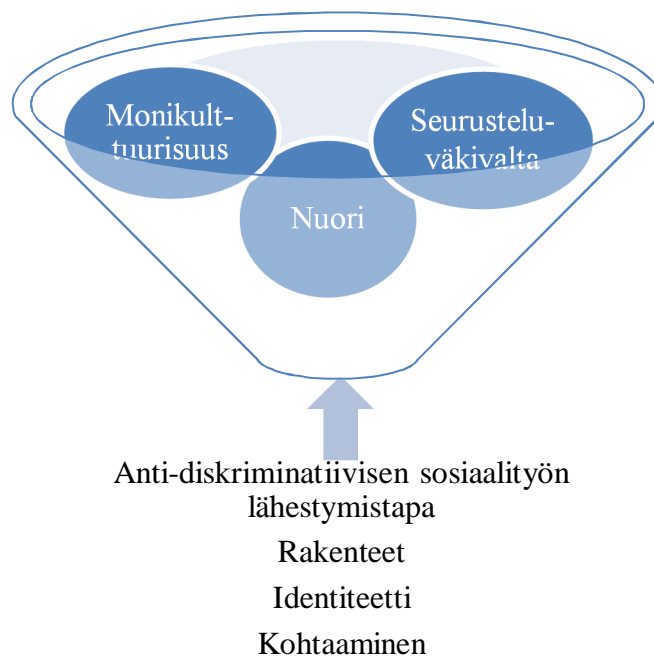 Monikult-
tuurisuus
Seurustelu-
väkivalta
Nuori
Anti-diskriminatiivisen sosiaalityön
lähestymistapa
Rakenteet
Identiteetti
Kohtaaminen